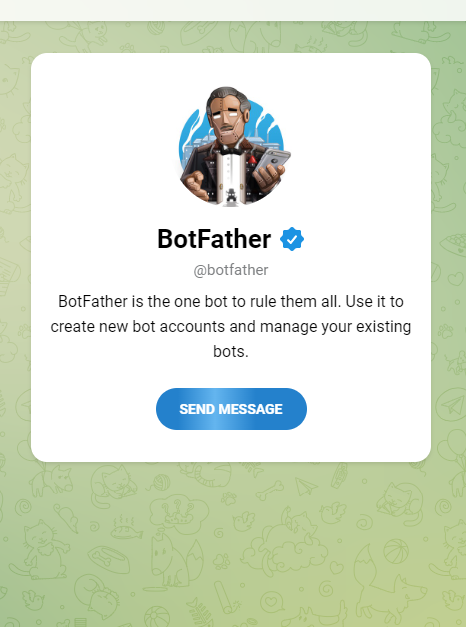 BotFather
@botfather
BotFather is the one bot to rule them all. Use it to
create new bot accounts and manage your existing
bots.
SEND MESSAGE